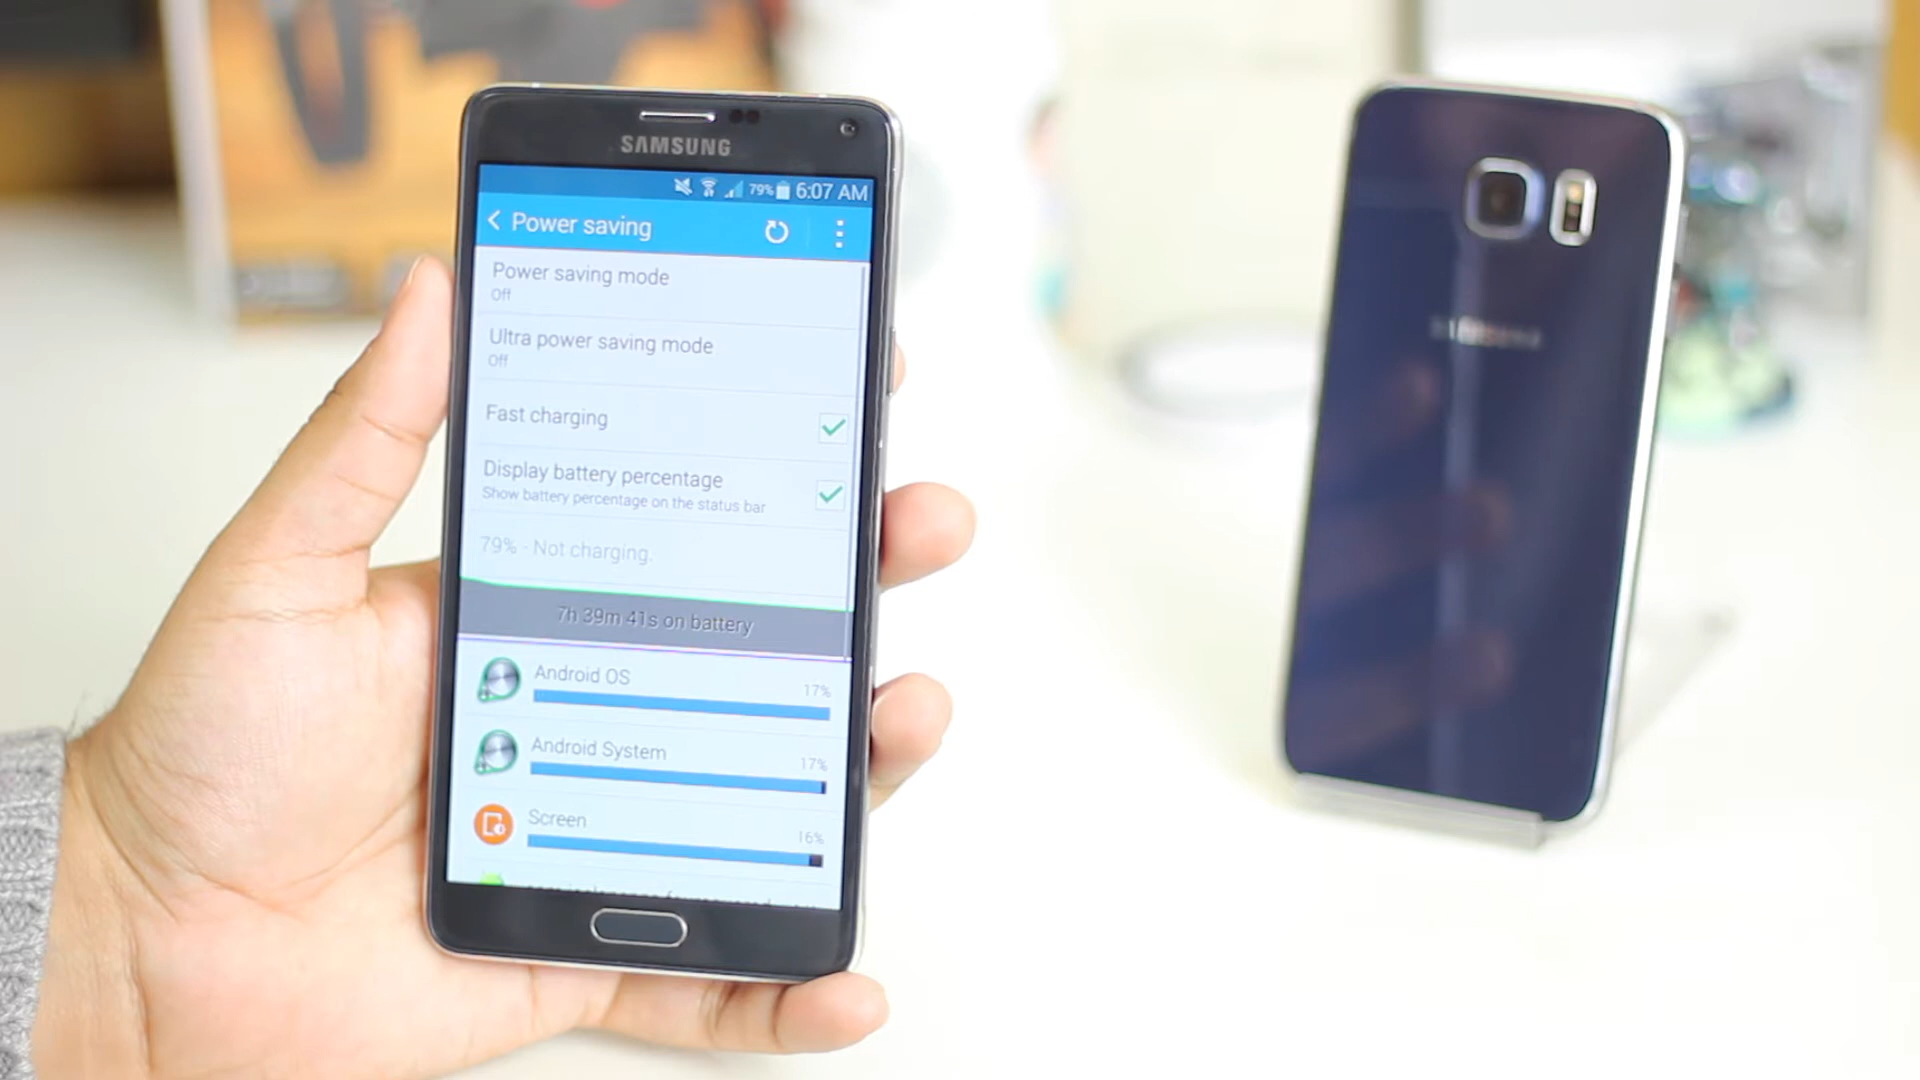 SAMSUNG
79% 6:07 AM
Power saving
Power saving mode
Off
Ultra power saving mode
Off
Fast charging
Display battery percentage
Show battery percentage on the status bar
79% - Not charging.
7h 39m 41s on battery
Android OS
17%
Android System
17%
Screen
16%
SAMSUNG